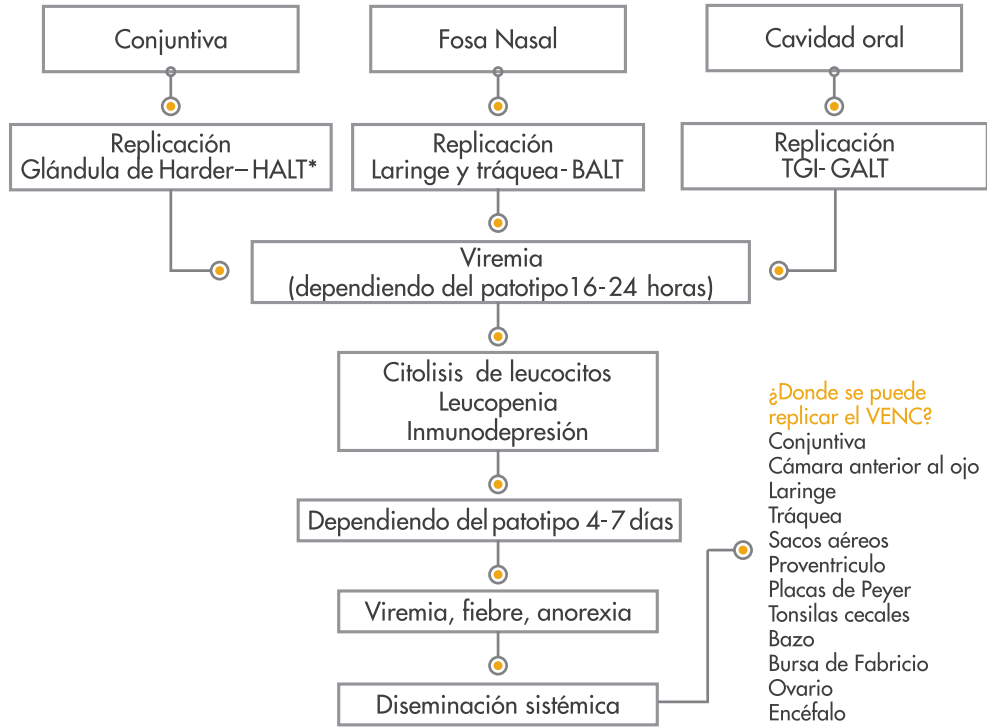 Conjuntiva
Fosa Nasal
Cavidad oral
Replicación
Glándula de Harder–HALT*
Replicación
Laringe y tráquea-BALT
Replicación
TGI-GALT
Viremia
(dependiendo del patotipo16-24 horas)
Citolisis de leucocitos
Leucopenia
Inmunodepresión
Dependiendo del patotipo 4-7 días
Viremia, fiebre, anorexia
Diseminación sistémica
¿Donde se puede
replicar el VENC?
Conjuntiva
Cámara anterior al ojo
Laringe
Tráquea
Sacos aéreos
Proventriculo
Placas de Peyer
Tonsilas cecales
Bazo
Bursa de Fabricio
Ovario
Encéfalo